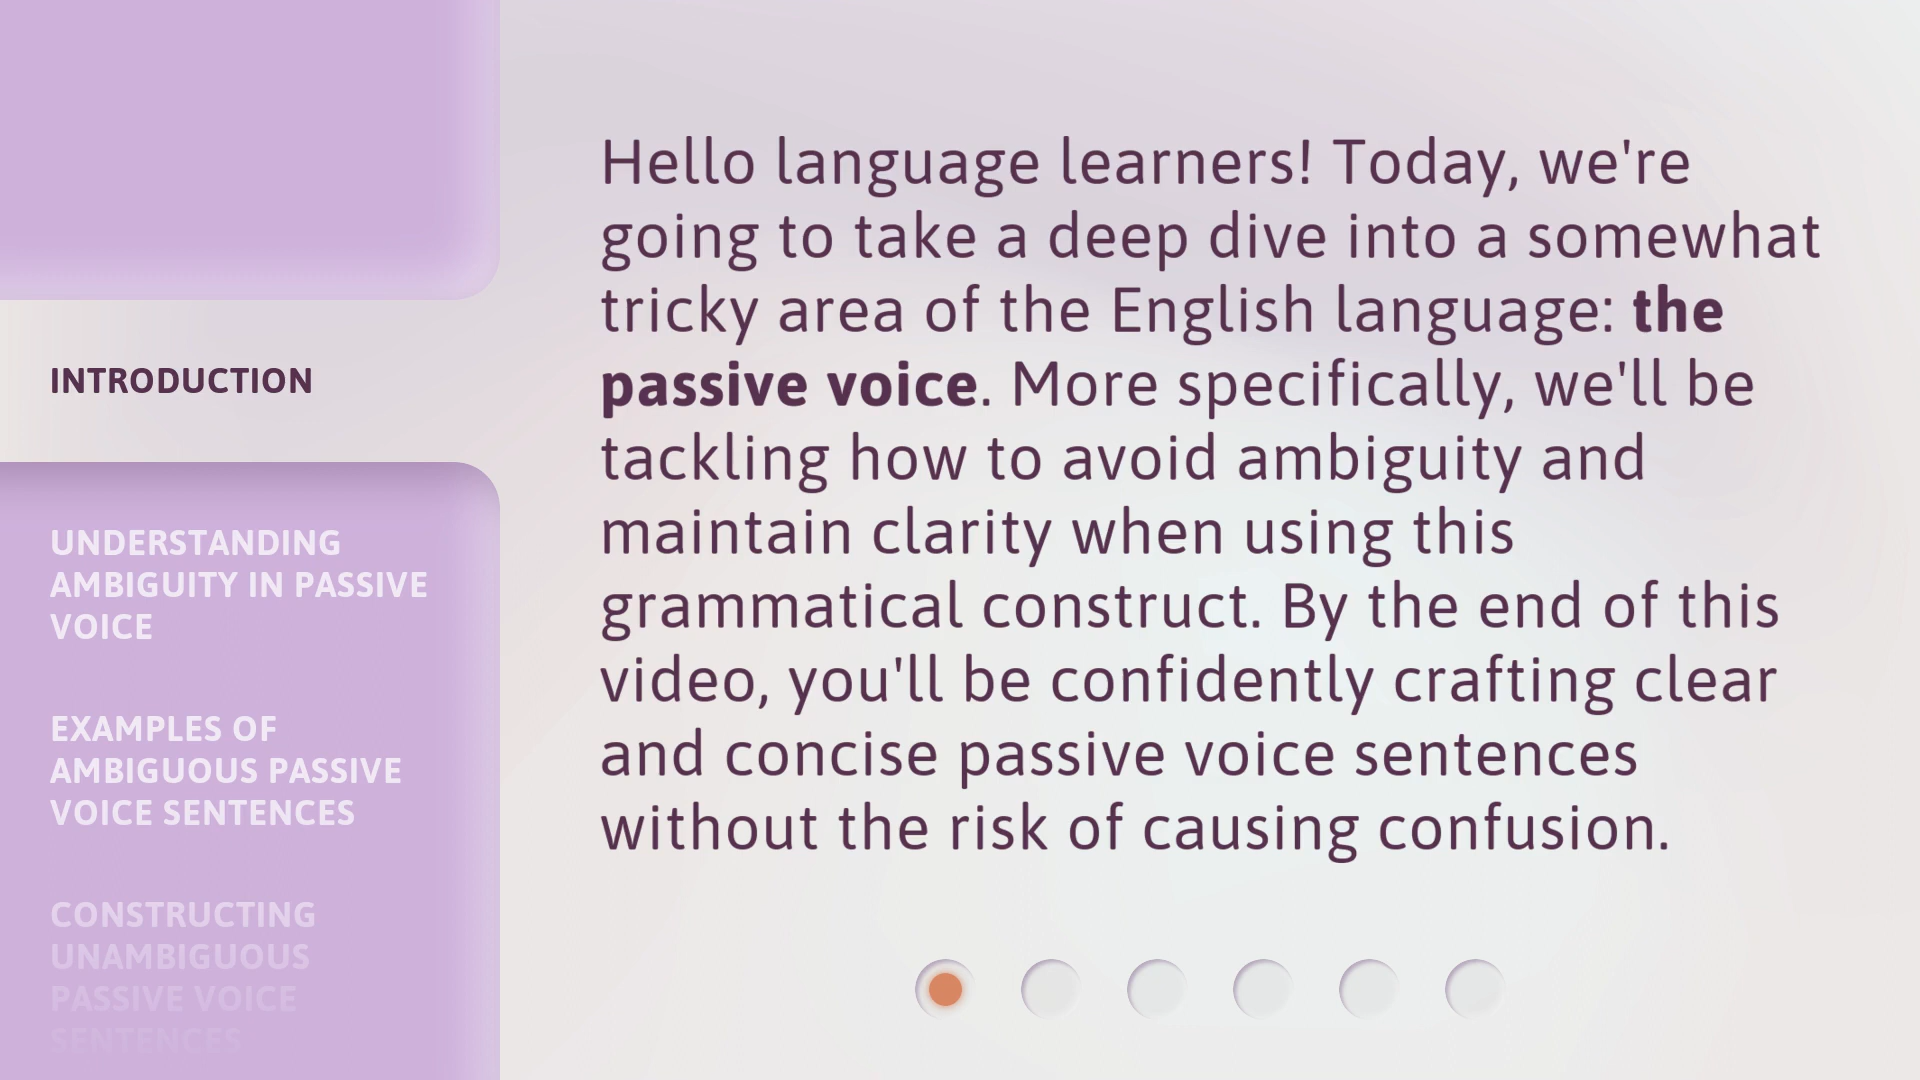 INTRODUCTION
UNDERSTANDING
AMBIGUITY IN PASSIVE
VOICE
EXAMPLES OF
AMBIGUOUS PASSIVE
VOICE SENTENCES
CONSTRUCTING
UNAMBIGUOUS
PASSIVE VOICE
SENTENCES
Hello language learners! Today, we're
going to take a deep dive into a somewhat
tricky area of the English language: the
passive voice. More specifically, we'll be
tackling how to avoid ambiguity and
maintain clarity when using this
grammatical construct. By the end of this
video, you'll be confidently crafting clear
and concise passive voice sentences
without the risk of causing confusion.